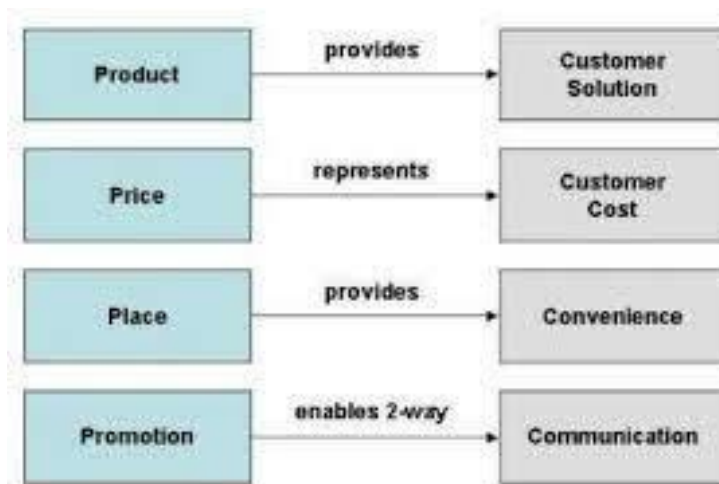 Product
provides
Customer
Solution
Price
represents
Customer
Cost
Place
provides
Convenience
Promotion
enables 2-way
Communication